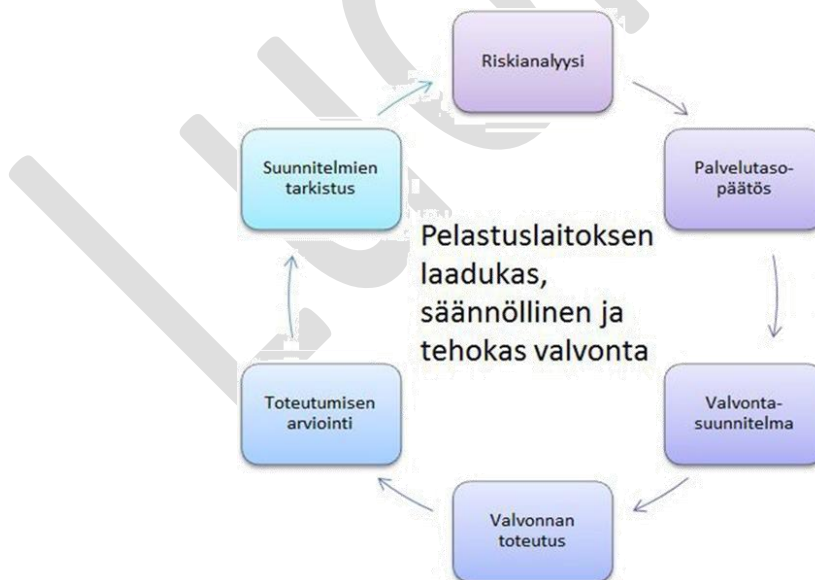 Riskianalyysi
Palvelutaso-
päätös
Valvonta-
suunnitelma
Valvonnan
toteutus
Toteutumisen
arviointi
Suunnitelmien
tarkistus
Pelastuslaitoksen
laadukas,
säännöllinen ja
tehokas valvonta